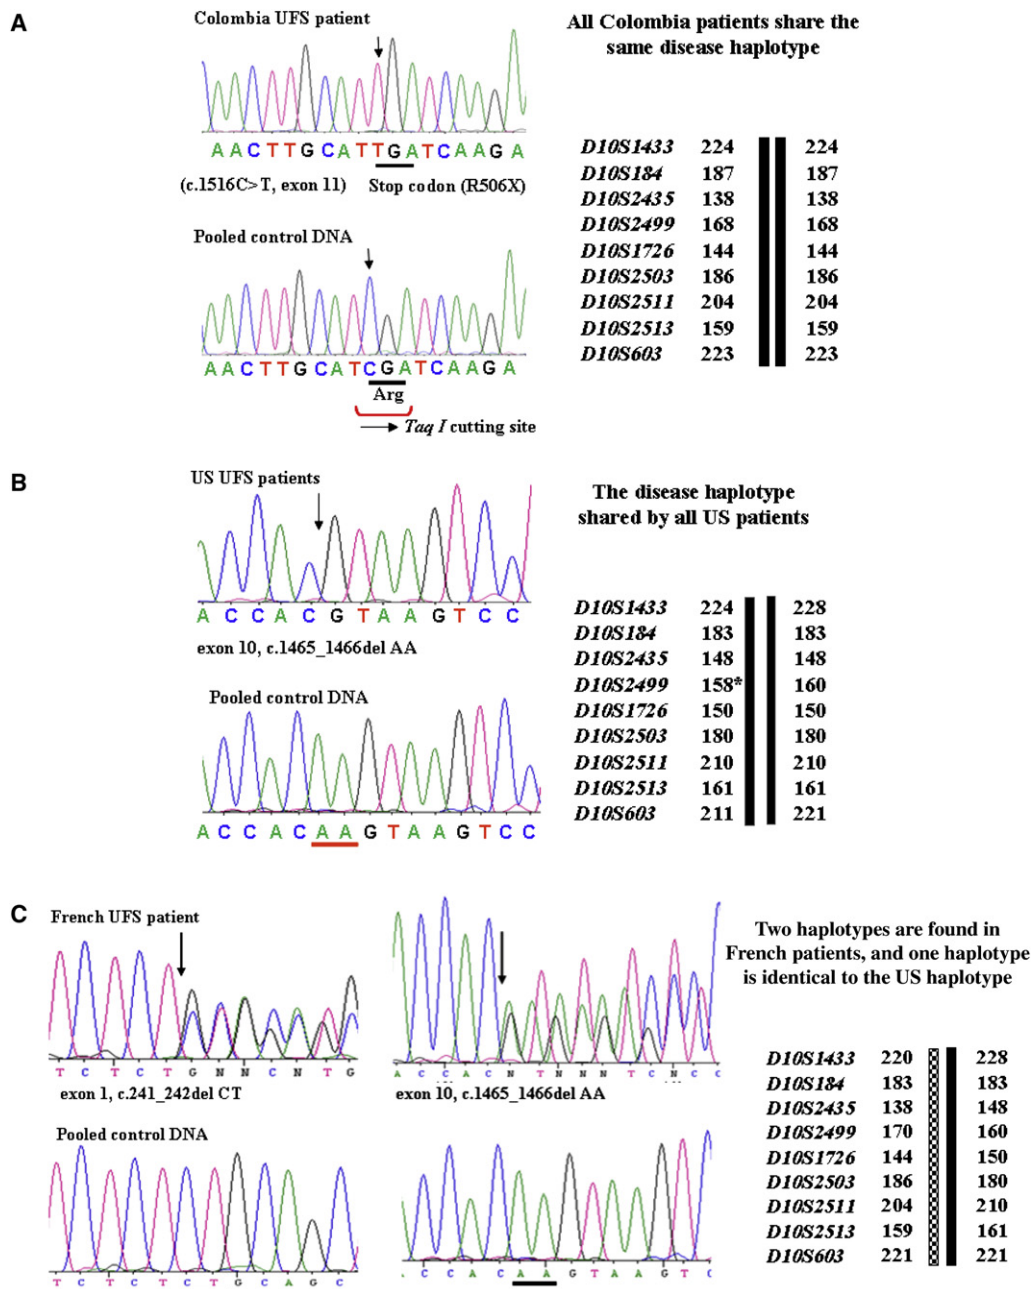 A
Colombia UFS patient
AACTTGCATTGATCAAGA
(c.1516C>T, exon 11) Stop codon (R506X)
Pooled control DNA
AACTTGCATCGATCAAGA
Arg
Taq I cutting site
All Colombia patients share the
same disease haplotype
D10S1433 224 224
D10S184 187 187
D10S2435 138 138
D10S2499 168 168
D10S1726 144 144
D10S2503 186 186
D10S2511 204 204
D10S2513 159 159
D10S603 223 223
B
US UFS patients
ACCACGTAAGTCC
exon 10, c.1465_1466del AA
Pooled control DNA
ACCACAAGTAAGTCC
The disease haplotype
shared by all US patients
D10S1433 224 228
D10S184 183 183
D10S2435 148 148
D10S2499 158* 160
D10S1726 150 150
D10S2503 180 180
D10S2511 210 210
D10S2513 161 161
D10S603 211 221
C
French UFS patient
TCTCTGNNCNTG
exon 1, c.241_242del CT
Pooled control DNA
TCTCTCTGCAGC
ACCACNTNNNTCNCC
exon 10, c.1465_1466del AA
CCACAAGTAAGTC
Two haplotypes are found in
French patients, and one haplotype
is identical to the US haplotype
D10S1433 220 228
D10S184 183 183
D10S2435 138 148
D10S2499 170 160
D10S1726 144 150
D10S2503 186 180
D10S2511 204 210
D10S2513 159 161
D10S603 221 221